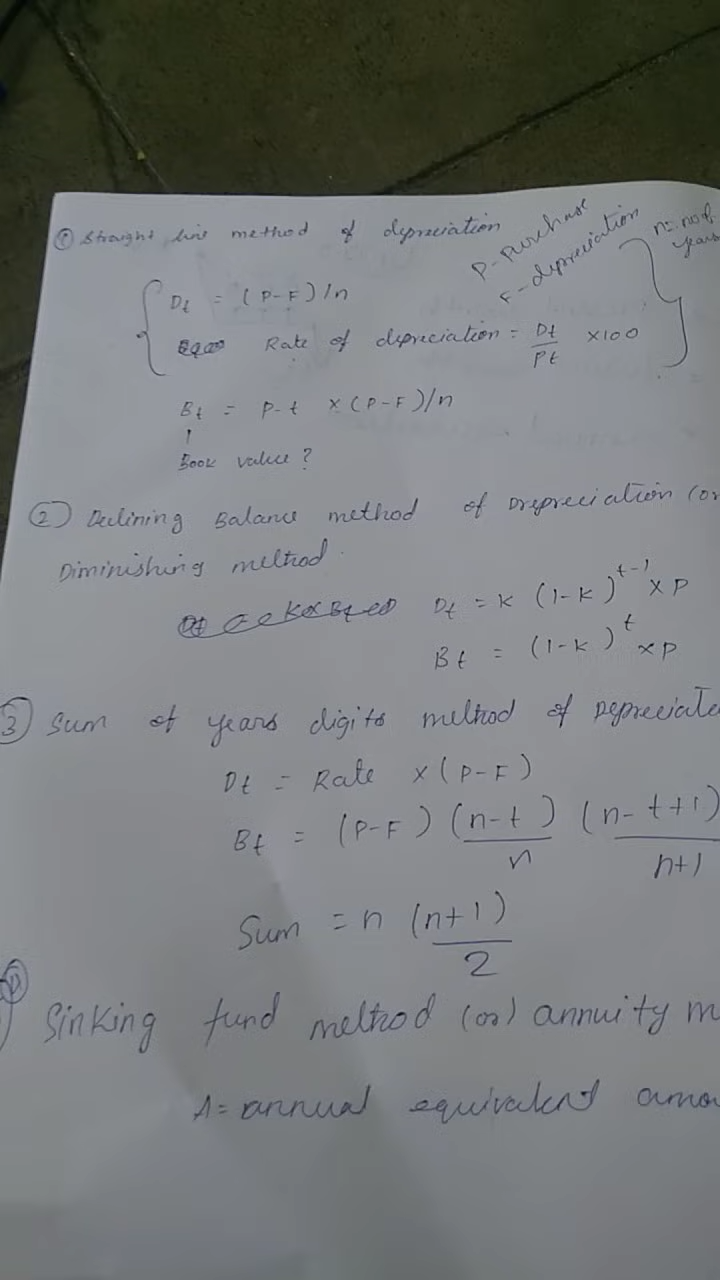 ① Straight line method of depreciation
P-Purchase
F-depreciation
n= no of years
Dt = (P-F)/n
Rate of depreciation = Dt/Pt ×100
Bt = P-t ×(P-F)/n
Book value?
② Declining Balance method of Drepreciation (or
Diminishing method.
Dt = K (1-K)^t-1 ×P
Bt = (1-K)^t ×P
③ Sum of years digits method of Depreciate
Dt = Rate ×(P-F)
Bt = (P-F) (n-t)/n (n-t+1)/n+1
Sum = n (n+1)/2
Sinking fund method (or) annuity m
A= annual equivalent amo